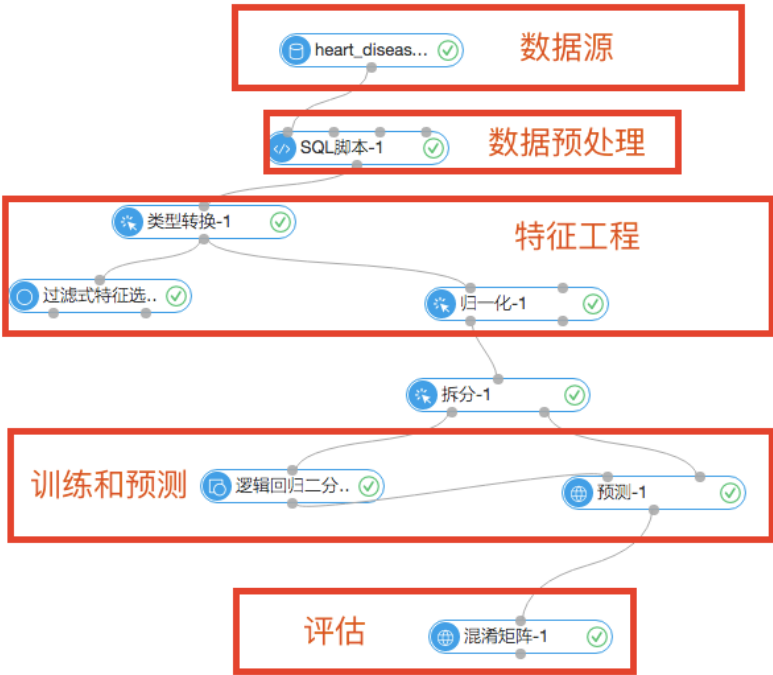 heart_diseas...
数据源
SQL脚本-1
数据预处理
类型转换-1
特征工程
过滤式特征选..
归一化-1
拆分-1
训练和预测
逻辑回归二分..
预测-1
评估
混淆矩阵-1